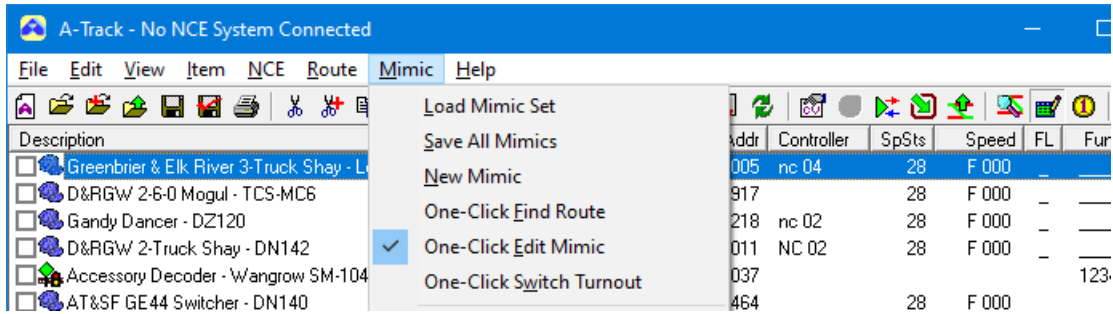 A-Track - No NCE System Connected
File Edit View Item NCE Route Mimic Help
Load Mimic Set
Save All Mimics
New Mimic
One-Click Find Route
One-Click Edit Mimic
One-Click Switch Turnout
Description Addr Controller SpSts Speed FL Fun
Greenbrier & Elk River 3-Truck Shay - L 005 nc 04 28 F 000 _ ___
D&RGW 2-6-0 Mogul - TCS-MC6 917 28 F 000 _ ___
Gandy Dancer - DZ120 218 nc 02 28 F 000 _ ___
D&RGW 2-Truck Shay - DN142 011 NC 02 28 F 000 _ ___
Accessory Decoder - Wangrow SM-104 037 1234
AT&SF GE44 Switcher - DN140 464 28 F 000